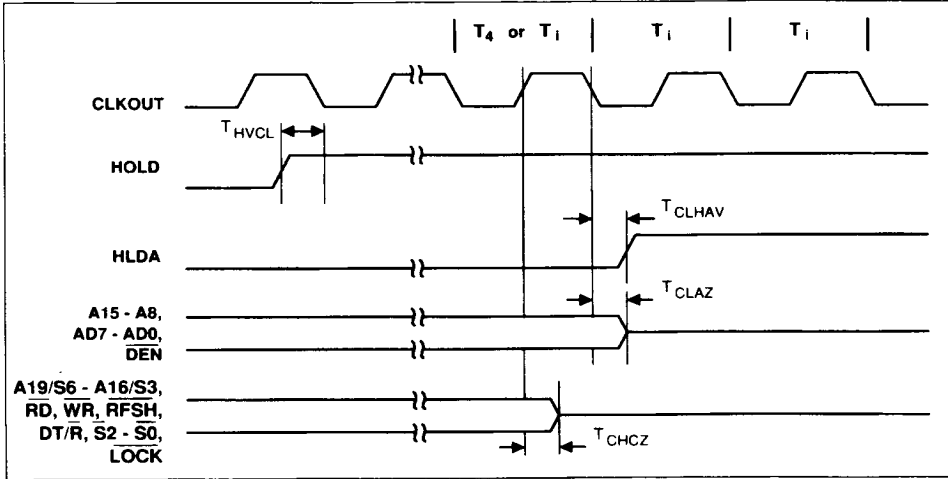 T4 or Ti
Ti
Ti
CLKOUT
THVCL
HOLD
TCLHAV
HLDA
TCLAZ
A15 - A8,
AD7 - AD0,
DEN
A19/S6 - A16/S3,
RD, WR, RFSH,
DT/R, S2 - S0,
LOCK
TCHCZ